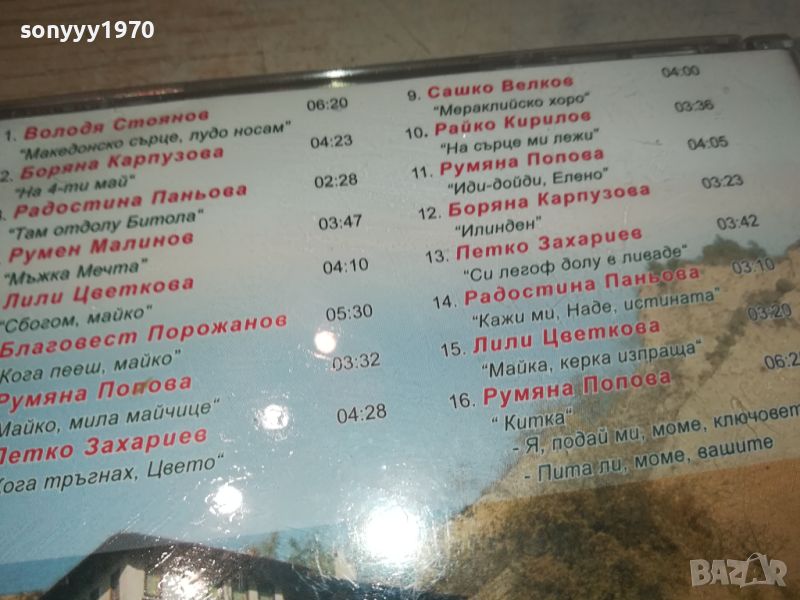 sonyyy1970
1. Володя Стоянов 06:20
"Македонско сърце, лудо носам"
2. Боряна Карпузова 04:23
"На 4-ти май"
Радостина Паньова 02:28
"Там отдолу Битола"
Румен Малинов 03:47
"Мъжка Мечта"
Лили Цветкова 04:10
"Сбогом, майко"
Благовест Порожанов 05:30
Кога пееш, майко"
Румяна Попова 03:32
Майко, мила майчице"
Петко Захариев 04:28
Кога тръгнах, Цвето"
9. Сашко Велков 04:00
"Мераклийско хоро"
10. Райко Кирилов 03:36
"На сърце ми лежи"
11. Румяна Попова 04:05
"Иди-дойди, Елено"
12. Боряна Карпузова 03:23
"Илинден"
13. Петко Захариев 03:42
"Си легоф долу в ливаде"
14. Радостина Паньова 03:10
"Кажи ми, Наде, истината"
15. Лили Цветкова 03:20
"Майка, керка изпраща"
16. Румяна Попова
" Китка"
- Я, подай ми, моме,
- Пита ли, моме, вашите
BAZAR.bg